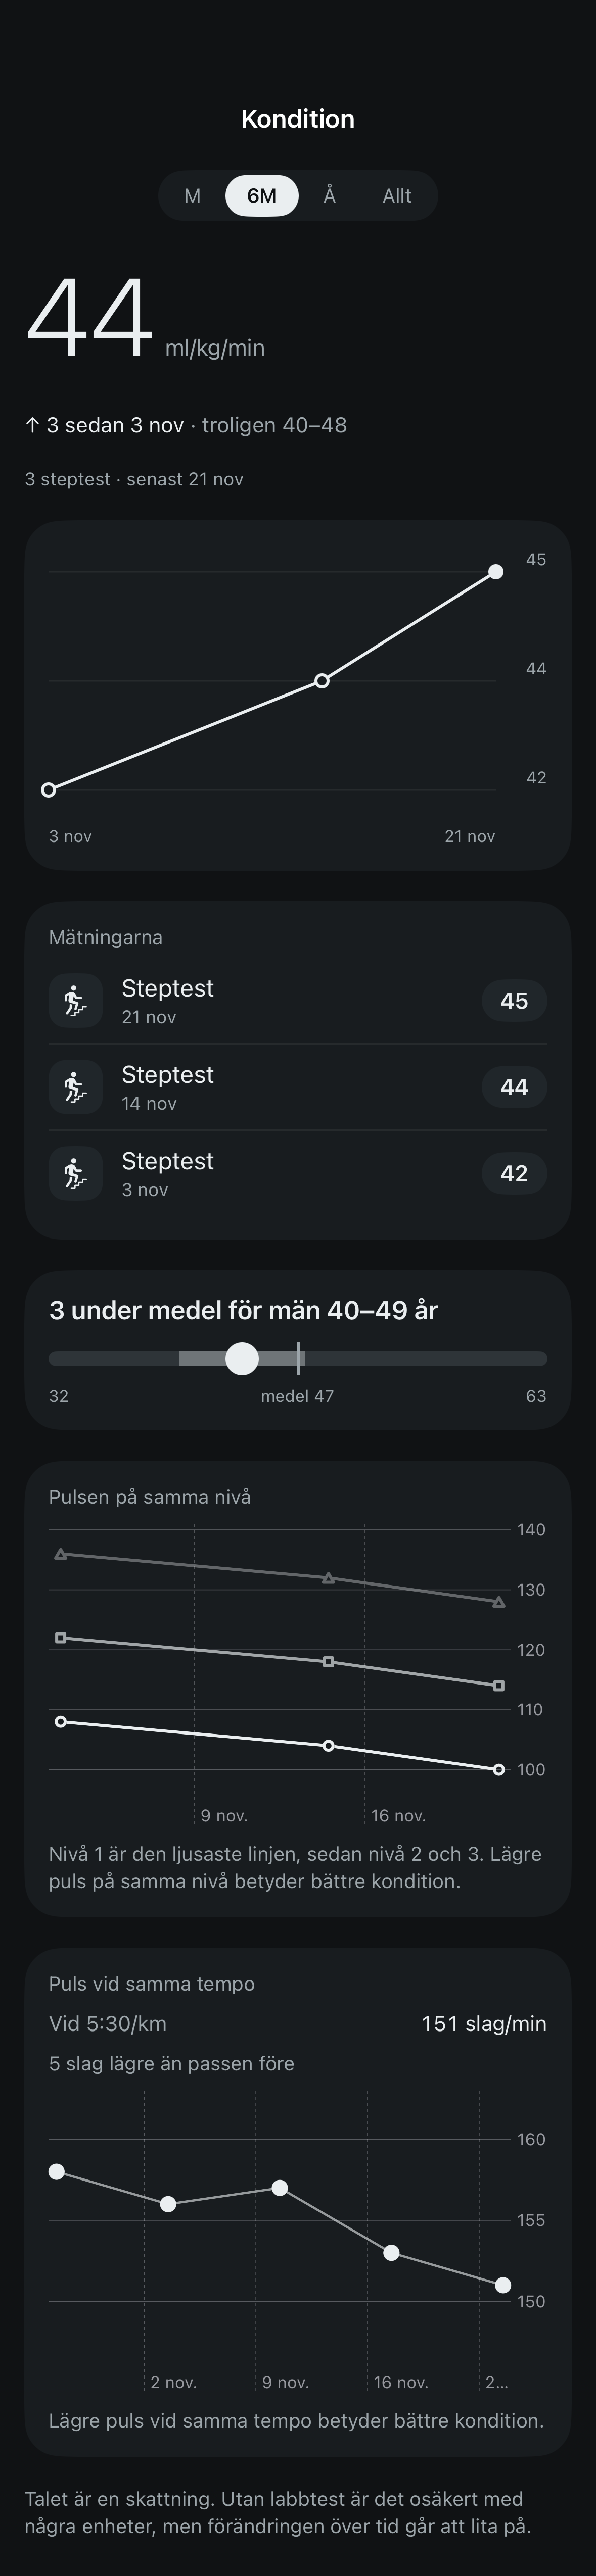 Kondition
M 6M Å Allt
44 ml/kg/min
↑ 3 sedan 3 nov · troligen 40–48
3 steptest · senast 21 nov
45
44
42
3 nov 21 nov
Mätningarna
Steptest
21 nov
45
Steptest
14 nov
44
Steptest
3 nov
42
3 under medel för män 40–49 år
32 medel 47 63
Pulsen på samma nivå
140
130
120
110
100
9 nov. 16 nov.
Nivå 1 är den ljusaste linjen, sedan nivå 2 och 3. Lägre
puls på samma nivå betyder bättre kondition.
Puls vid samma tempo
Vid 5:30/km 151 slag/min
5 slag lägre än passen före
160
155
150
2 nov. 9 nov. 16 nov. 2...
Lägre puls vid samma tempo betyder bättre kondition.
Talet är en skattning. Utan labbtest är det osäkert med
några enheter, men förändringen över tid går att lita på.